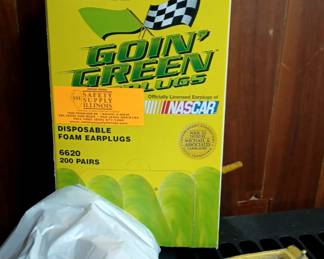 GOIN'
GREEN
EARPLUGS
Officially Licensed Earplugs of
NASCAR
SAFETY
SUPPLY
ILLINOIS
DISPOSABLE
FOAM EARPLUGS
6620
200 PAIRS